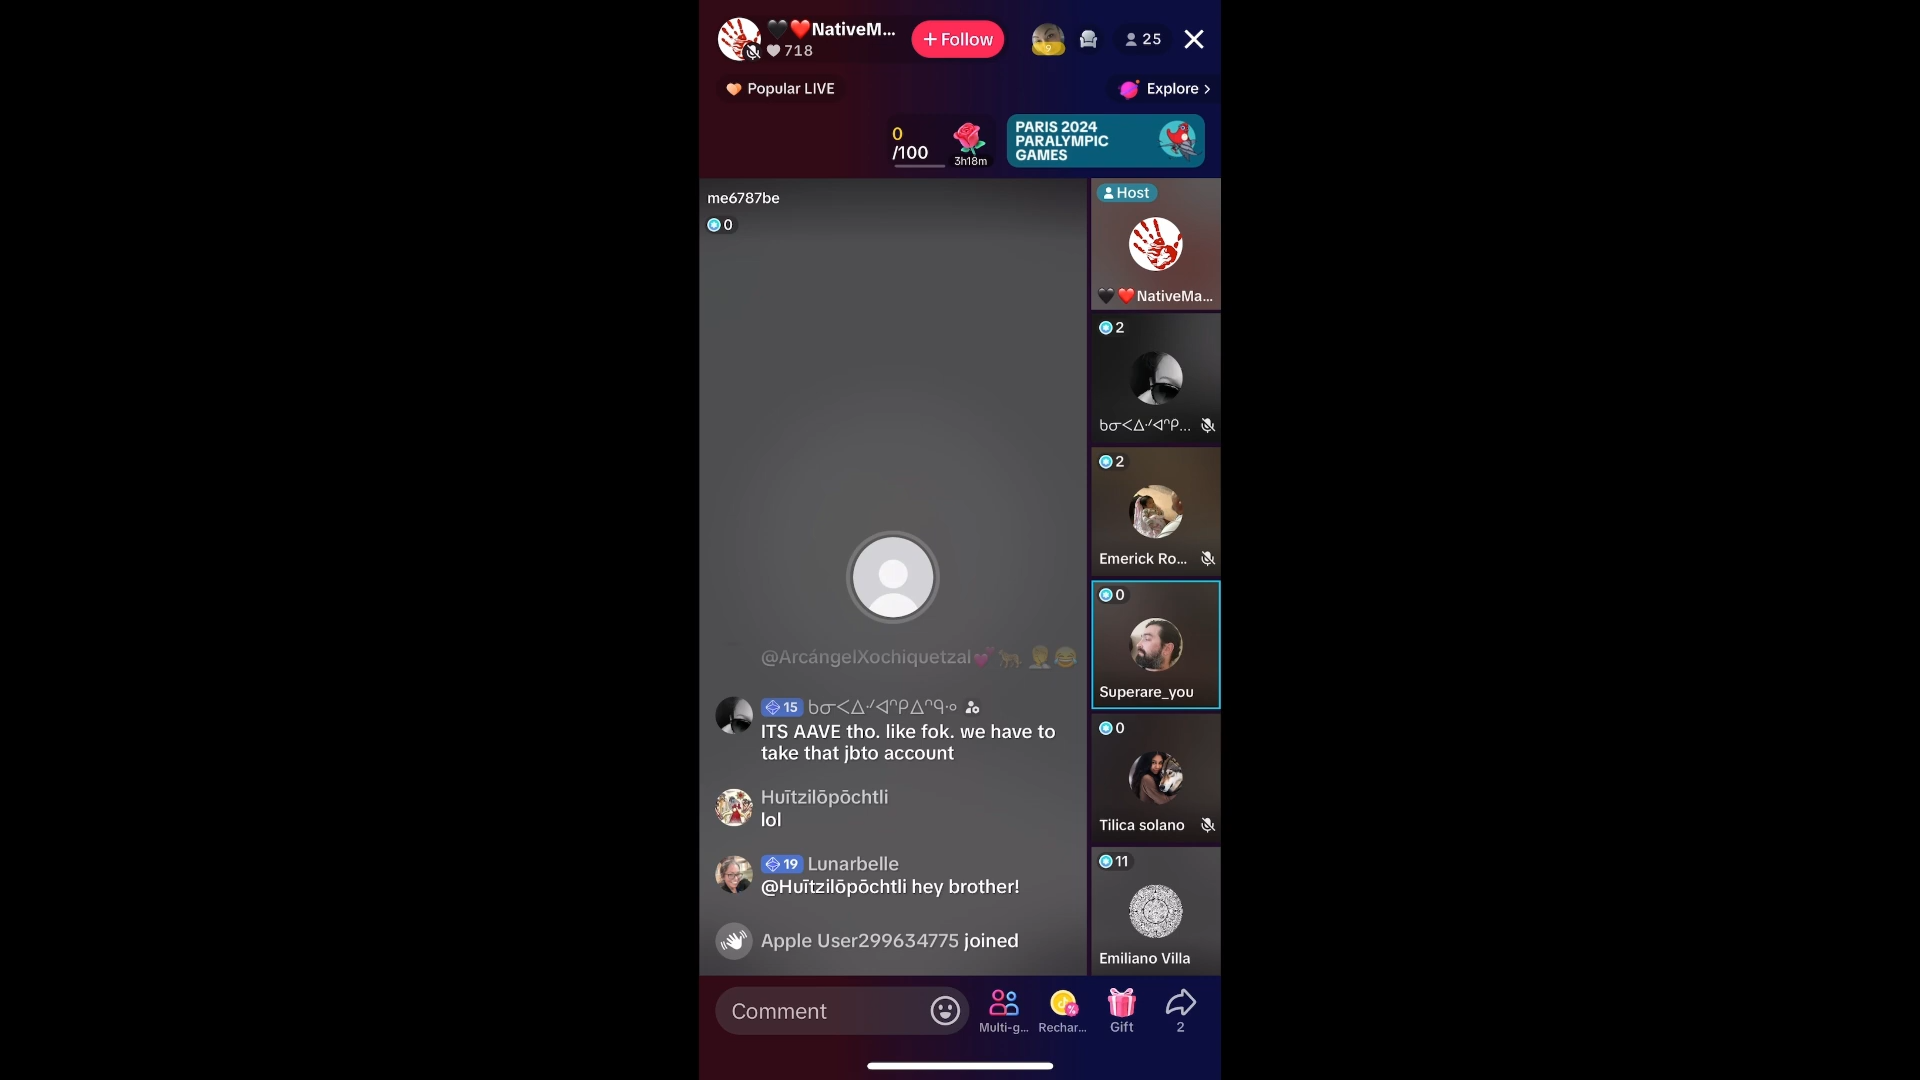 🖤❤️NativeM...
718
+ Follow
9
25
Popular LIVE
Explore >
0
/100
3h18m
PARIS 2024
PARALYMPIC
GAMES
me6787be
0
Host
🖤❤️NativeMa...
2
ᑲᓂᐸᐃᐧᐟᐊᐢᑭ...
2
Emerick Ro...
0
Superare_you
0
Tilica solano
11
Emiliano Villa
@ArcángelXochiquetzal💕🐆 🤦‍♂️😂
15 ᑲᓂᐸᐃᐧᐟᐊᐢᑭᐃᐢᑫᐧᐤ
ITS AAVE tho. like fok. we have to
take that jbto account
Huītzilōpōchtli
lol
19 Lunarbelle
@Huītzilōpōchtli hey brother!
Apple User299634775 joined
Comment
Multi-g...
Rechar...
Gift
2